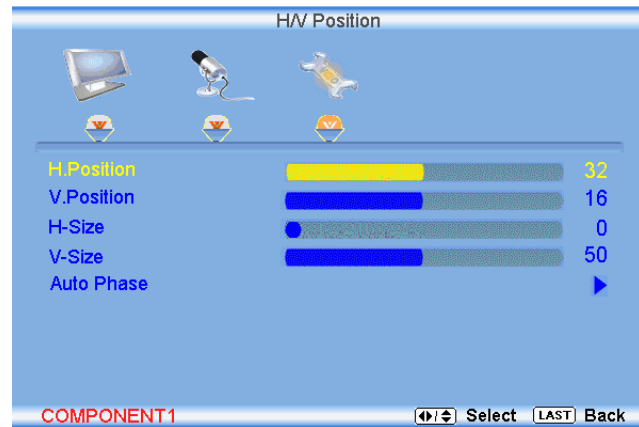 H/V Position
H.Position 32
V.Position 16
H-Size 0
V-Size 50
Auto Phase
COMPONENT1 Select LAST Back